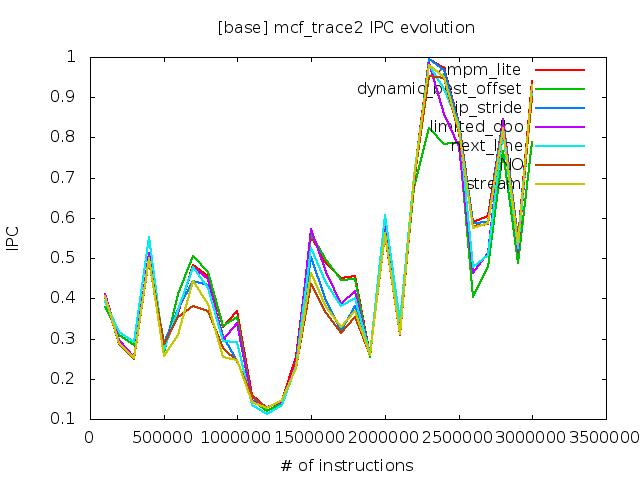 [base] mcf_trace2 IPC evolution
1
0.9
0.8
0.7
0.6
0.5
0.4
0.3
0.2
0.1
IPC
mpm_lite
dynamic_best_offset
ip_stride
limited_obo
next_line
NO
stream
0 500000 1000000 1500000 2000000 2500000 3000000 3500000
# of instructions